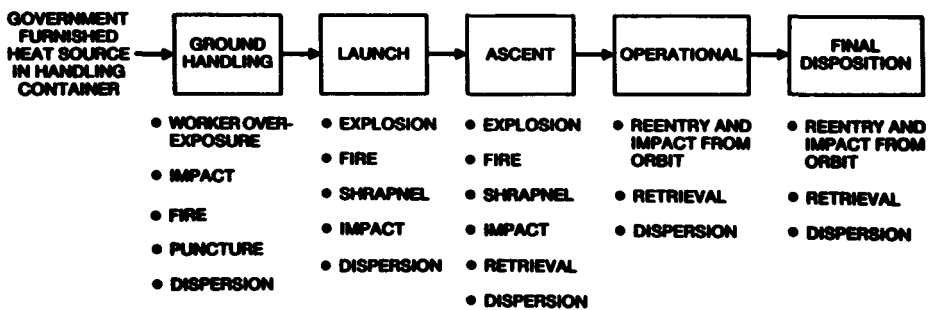 GOVERNMENT
FURNISHED
HEAT SOURCE
IN HANDLING
CONTAINER
GROUND
HANDLING
LAUNCH
ASCENT
OPERATIONAL
FINAL
DISPOSITION
● WORKER OVER-
EXPOSURE
● IMPACT
● FIRE
● PUNCTURE
● DISPERSION
● EXPLOSION
● FIRE
● SHRAPNEL
● IMPACT
● DISPERSION
● EXPLOSION
● FIRE
● SHRAPNEL
● IMPACT
● RETRIEVAL
● DISPERSION
● REENTRY AND
IMPACT FROM
ORBIT
● RETRIEVAL
● DISPERSION
● REENTRY AND
IMPACT FROM
ORBIT
● RETRIEVAL
● DISPERSION